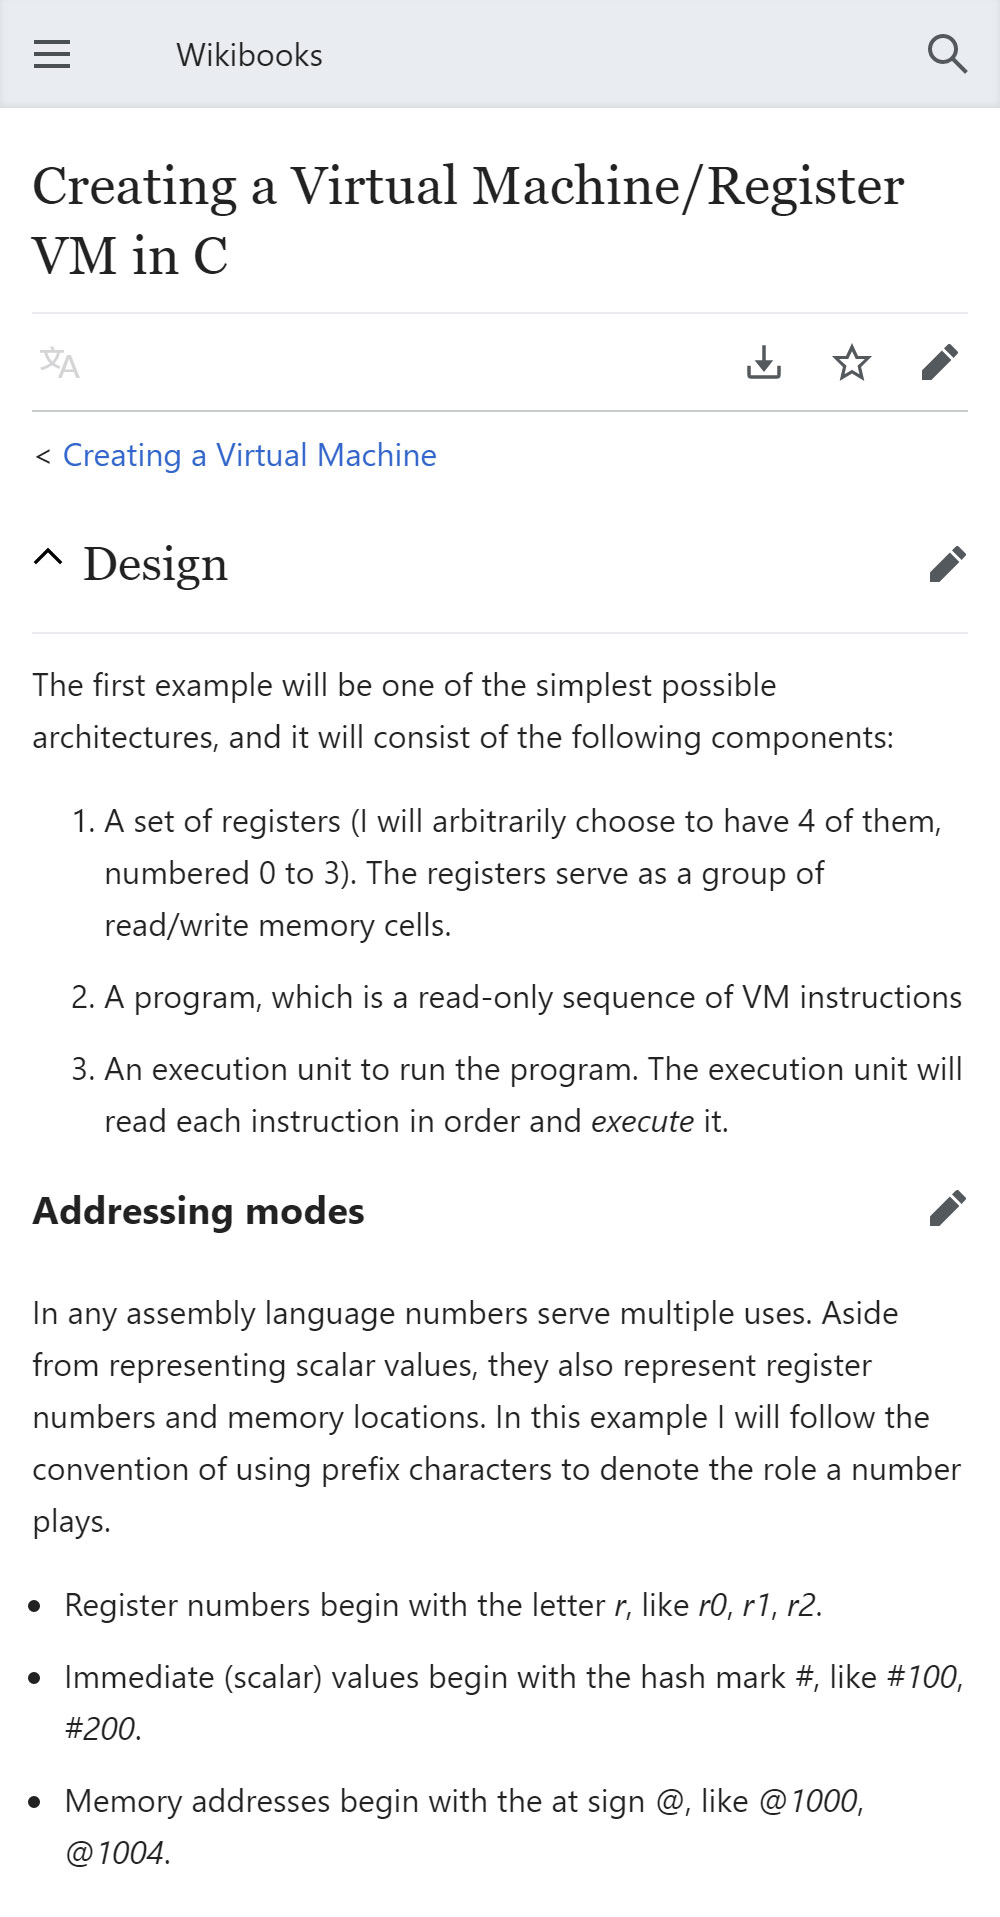 Wikibooks
Creating a Virtual Machine/Register
VM in C
文A
< Creating a Virtual Machine
Design
The first example will be one of the simplest possible
architectures, and it will consist of the following components:
1. A set of registers (I will arbitrarily choose to have 4 of them,
numbered 0 to 3). The registers serve as a group of
read/write memory cells.
2. A program, which is a read-only sequence of VM instructions
3. An execution unit to run the program. The execution unit will
read each instruction in order and execute it.
Addressing modes
In any assembly language numbers serve multiple uses. Aside
from representing scalar values, they also represent register
numbers and memory locations. In this example I will follow the
convention of using prefix characters to denote the role a number
plays.
• Register numbers begin with the letter r, like r0, r1, r2.
• Immediate (scalar) values begin with the hash mark #, like #100,
#200.
• Memory addresses begin with the at sign @, like @1000,
@1004.